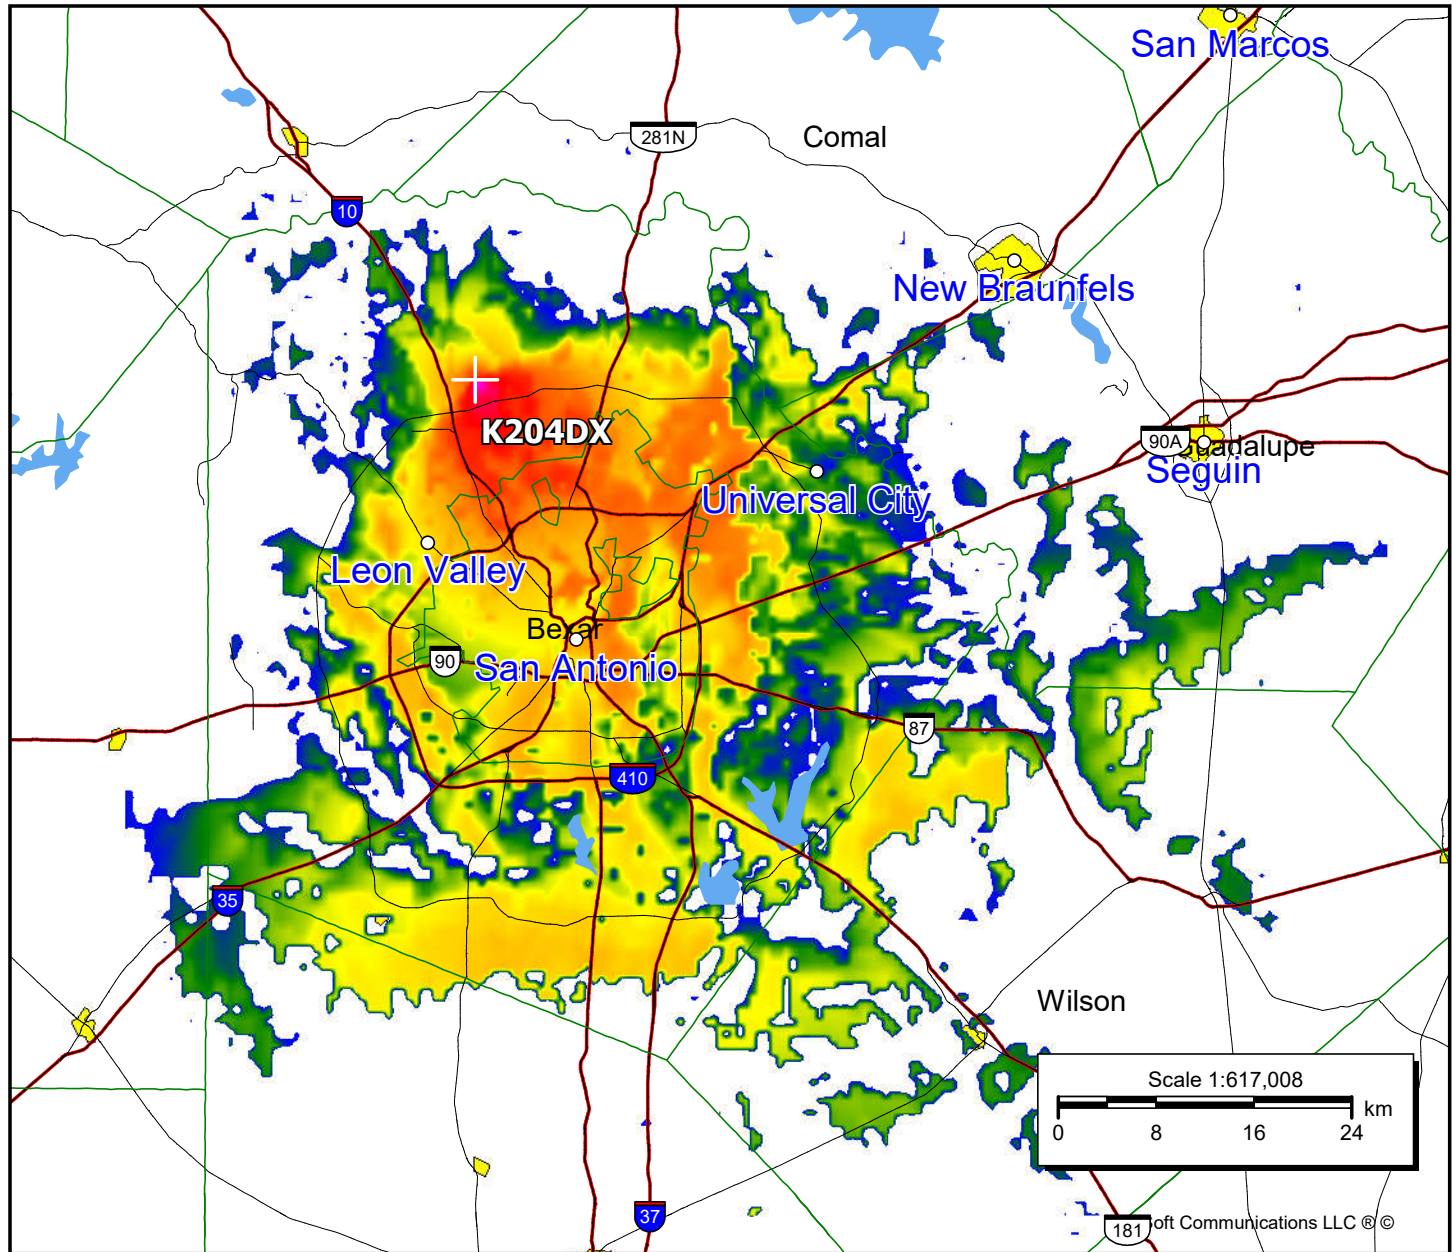 San Marcos
281N
Comal
10
New Braunfels
K204DX
90A
Guadalupe
Seguin
Universal City
Leon Valley
Bexar
90
San Antonio
87
410
35
Wilson
Scale 1:617,008
km
0 8 16 24
37
181
oft Communications LLC ® ©